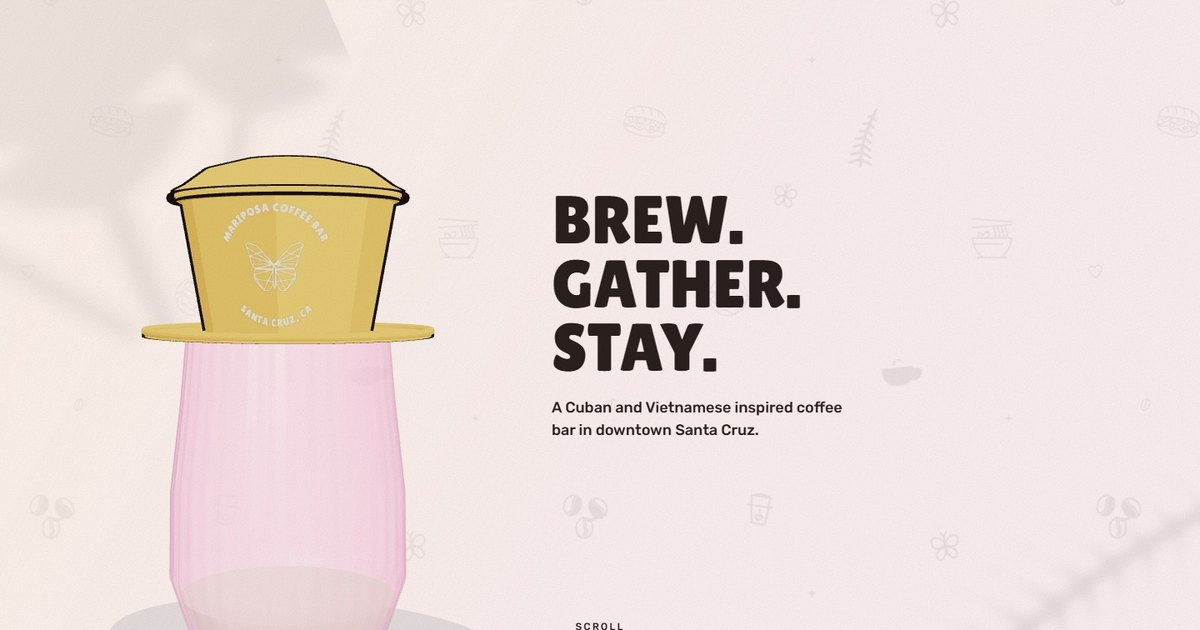 MARIPOSA COFFEE BAR
SANTA CRUZ, CA
BREW.
GATHER.
STAY.
A Cuban and Vietnamese inspired coffee
bar in downtown Santa Cruz.
SCROLL